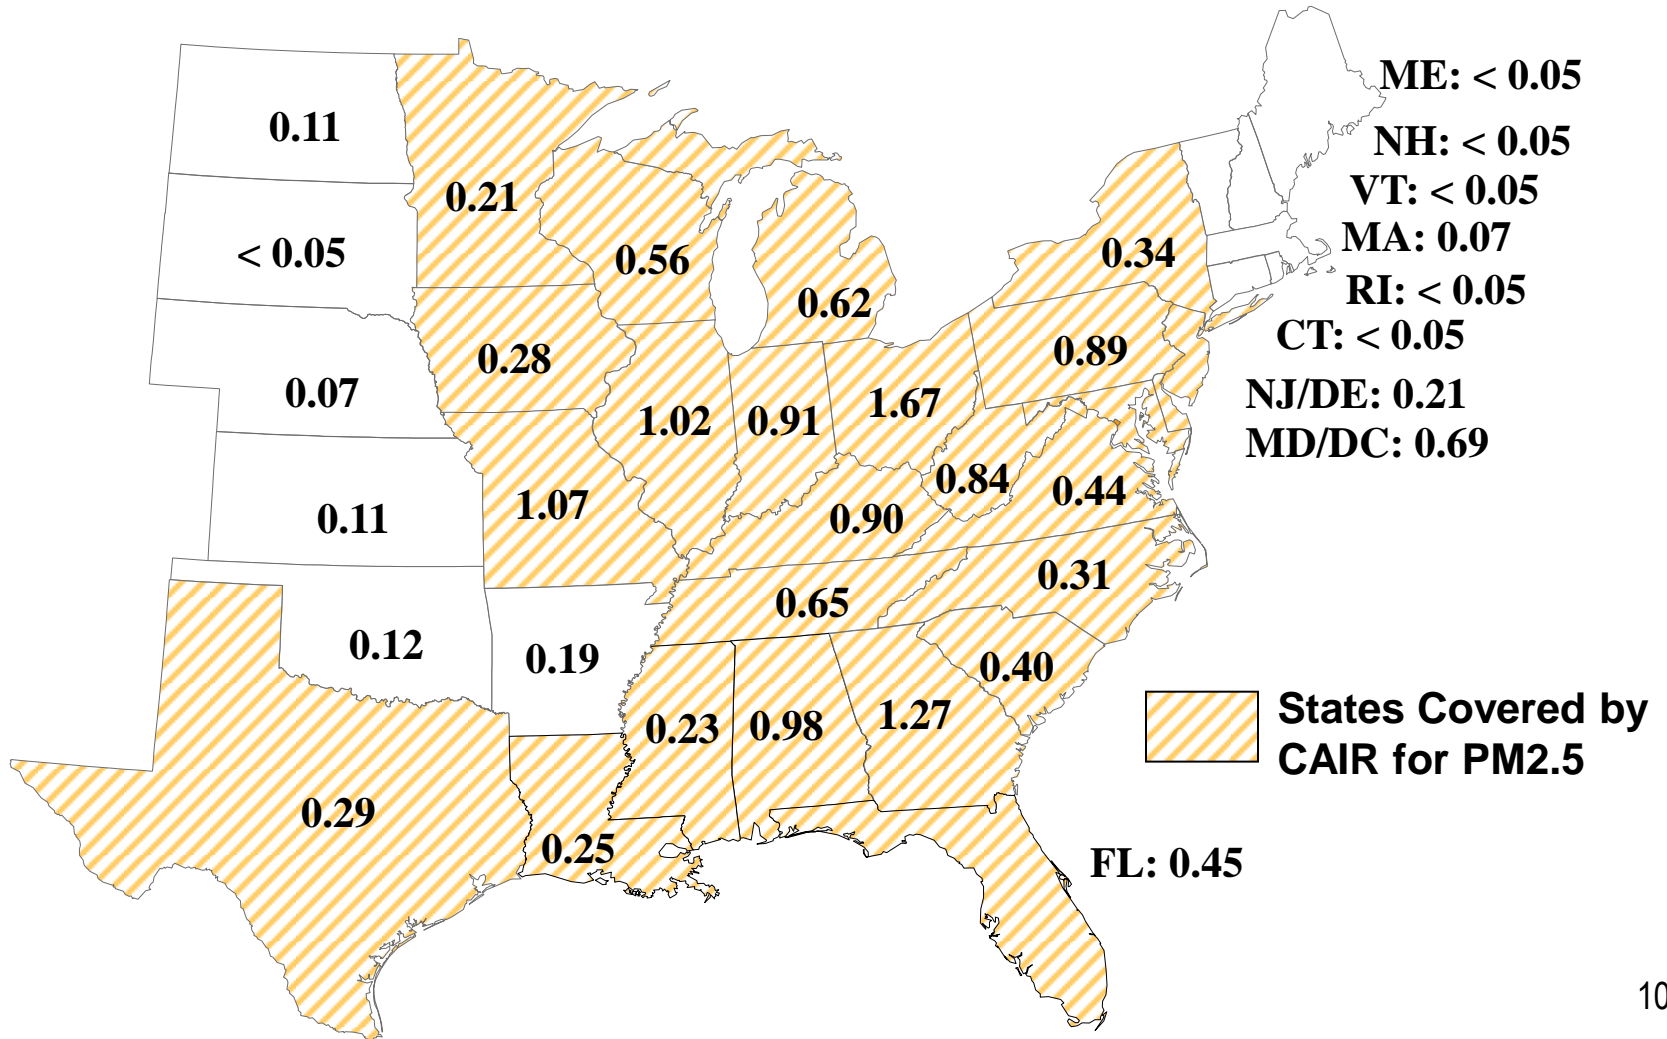 ME: < 0.05
0.11
NH: < 0.05
0.21
VT: < 0.05
MA: 0.07
< 0.05
0.56
0.34
RI: < 0.05
0.62
CT: < 0.05
0.28
0.89
0.07
NJ/DE: 0.21
1.67
1.02
0.91
MD/DC: 0.69
0.84
0.44
1.07
0.11
0.90
0.31
0.65
0.12
0.19
0.40
States Covered by
CAIR for PM2.5
0.23
0.98
1.27
0.29
0.25
FL: 0.45
10